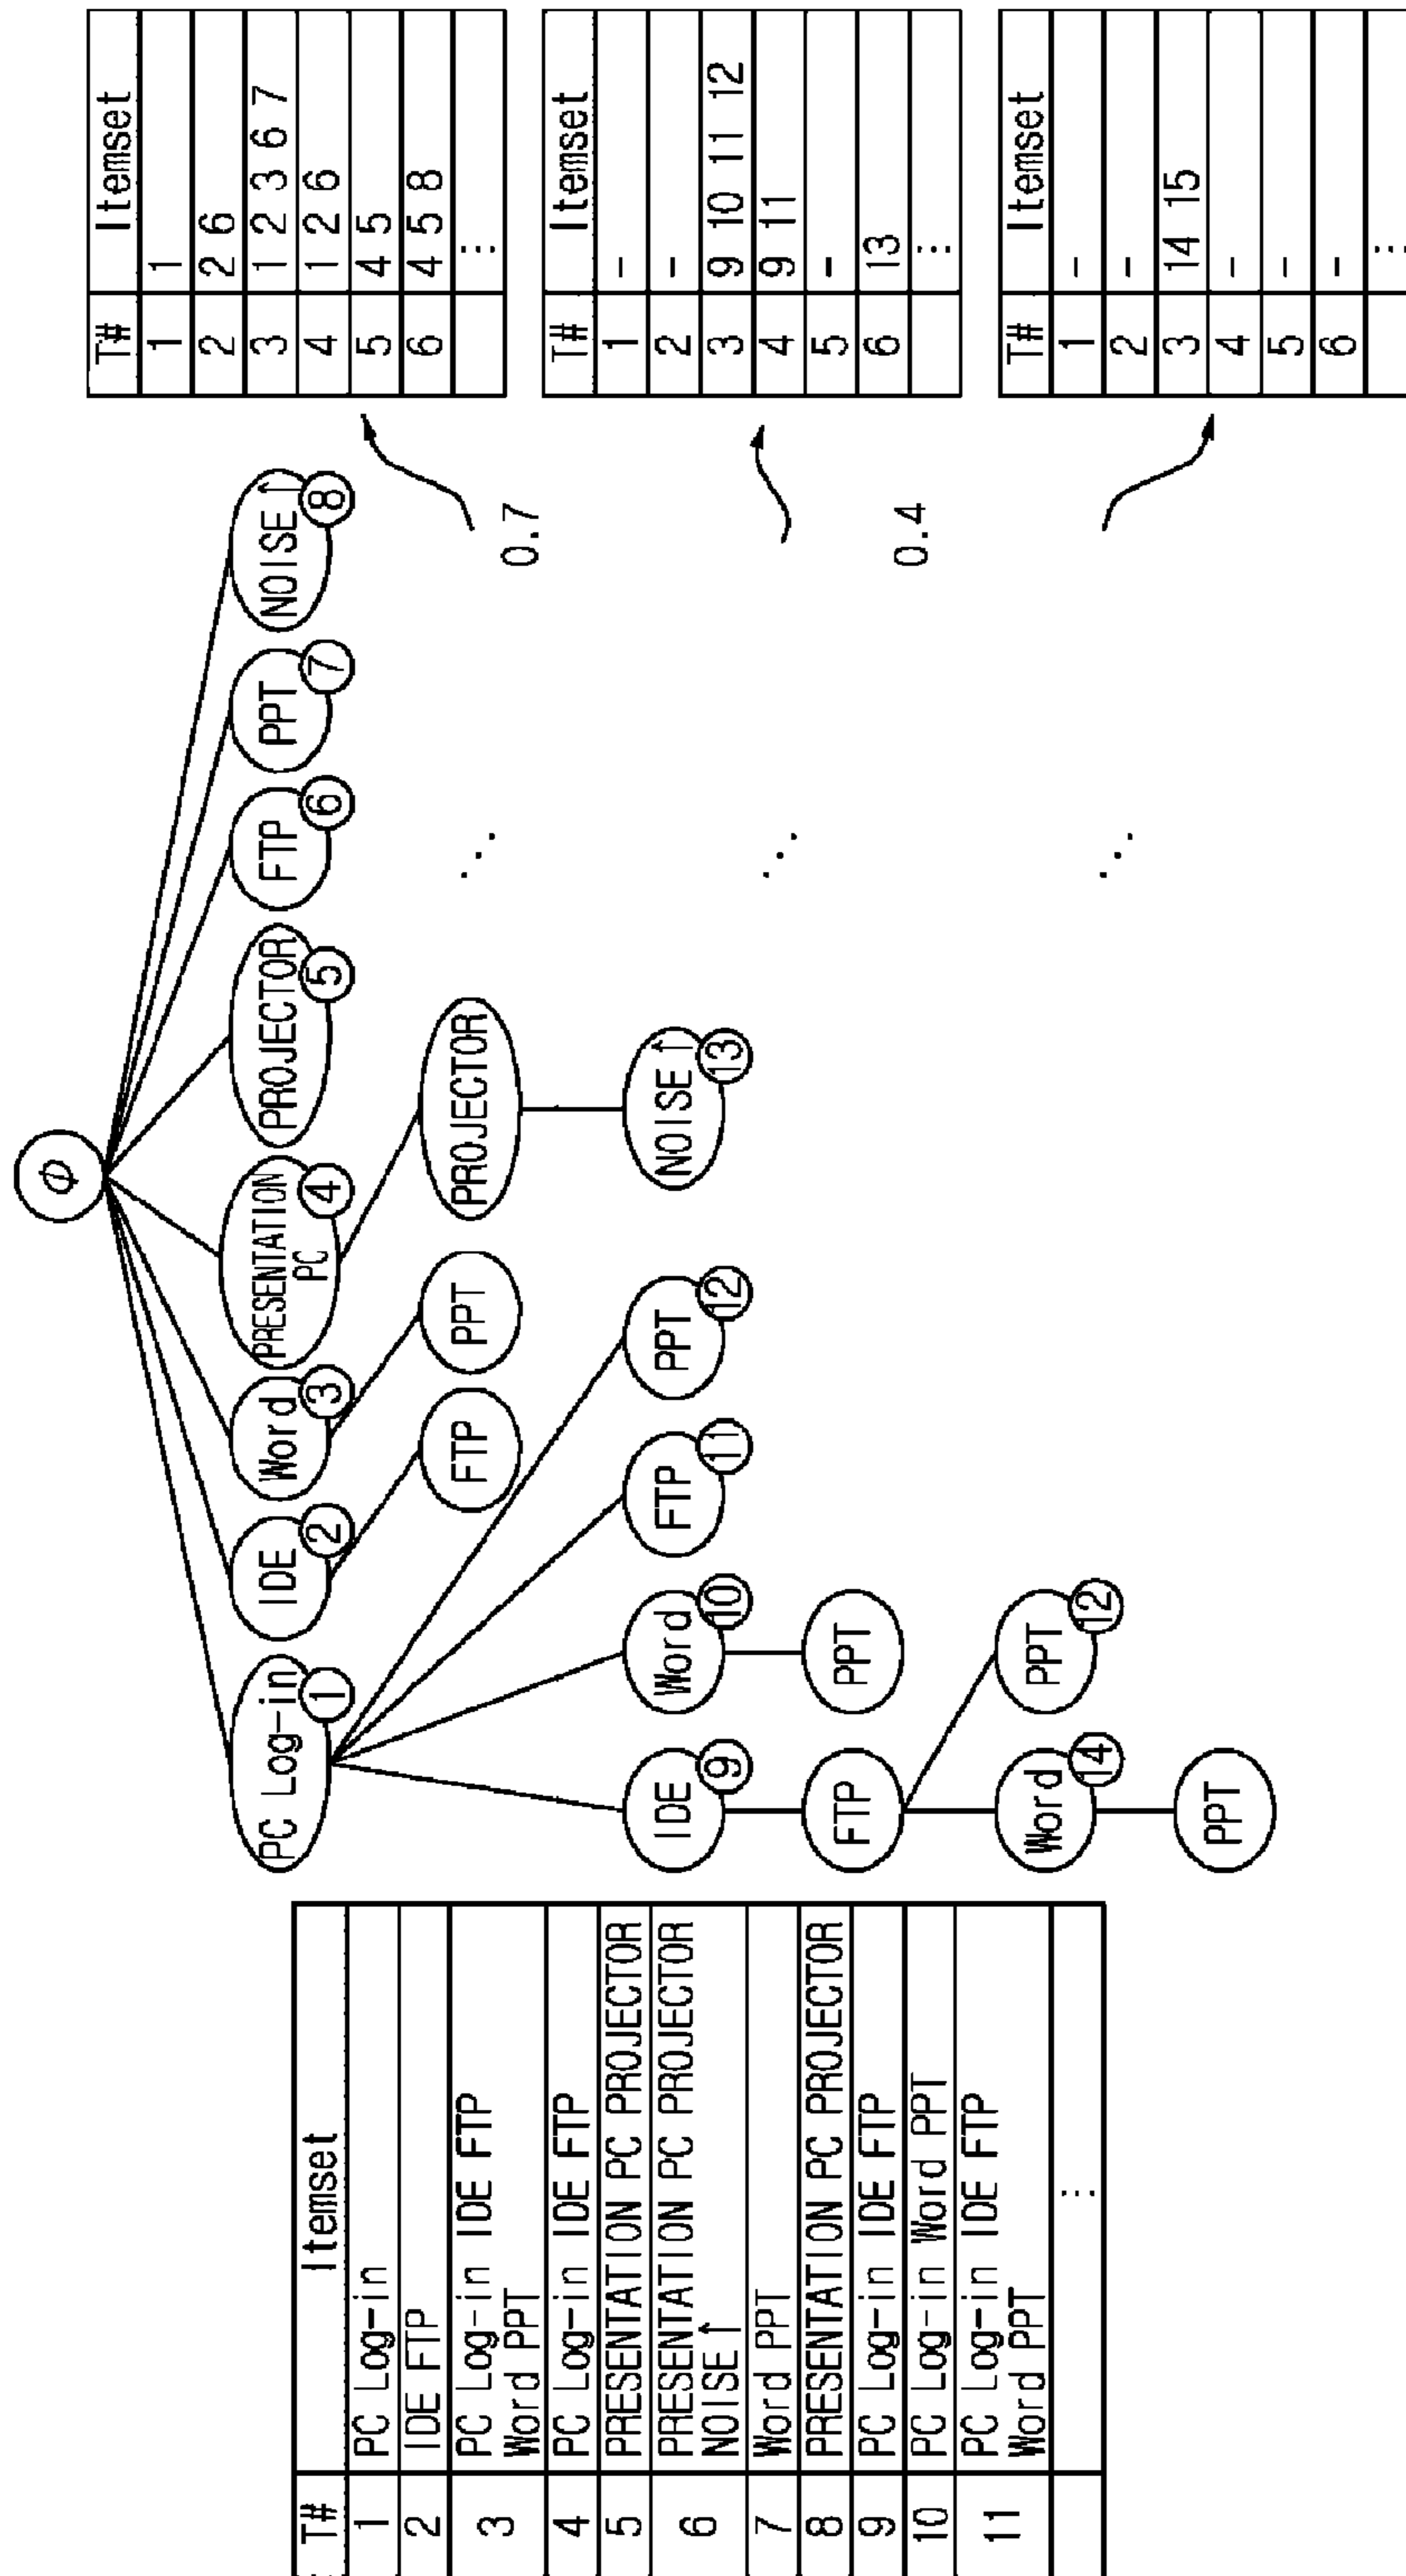 T# Itemset
1 PC Log-in
2 IDE FTP
3 PC Log-in IDE FTP
Word PPT
4 PC Log-in IDE FTP
5 PRESENTATION PC PROJECTOR
6 PRESENTATION PC PROJECTOR
NOISE ↑
7 Word PPT
8 PRESENTATION PC PROJECTOR
9 PC Log-in IDE FTP
10 PC Log-in Word PPT
11 PC Log-in IDE FTP
Word PPT
⋮
Φ
PC Log-in 1
IDE 2
Word 3
PRESENTATION
PC 4
PROJECTOR 5
FTP 6
PPT 7
NOISE ↑ 8
FTP
PPT
PROJECTOR
...
0.7
IDE 9
Word 10
FTP 11
PPT 12
NOISE ↑ 13
...
FTP
PPT
0.4
Word 14
PPT 12
...
PPT
T# Itemset
1 1
2 2 6
3 1 2 3 6 7
4 1 2 6
5 4 5
6 4 5 8
⋮
T# Itemset
1 -
2 -
3 9 10 11 12
4 9 11
5 -
6 13
⋮
T# Itemset
1 -
2 -
3 14 15
4 -
5 -
6 -
⋮